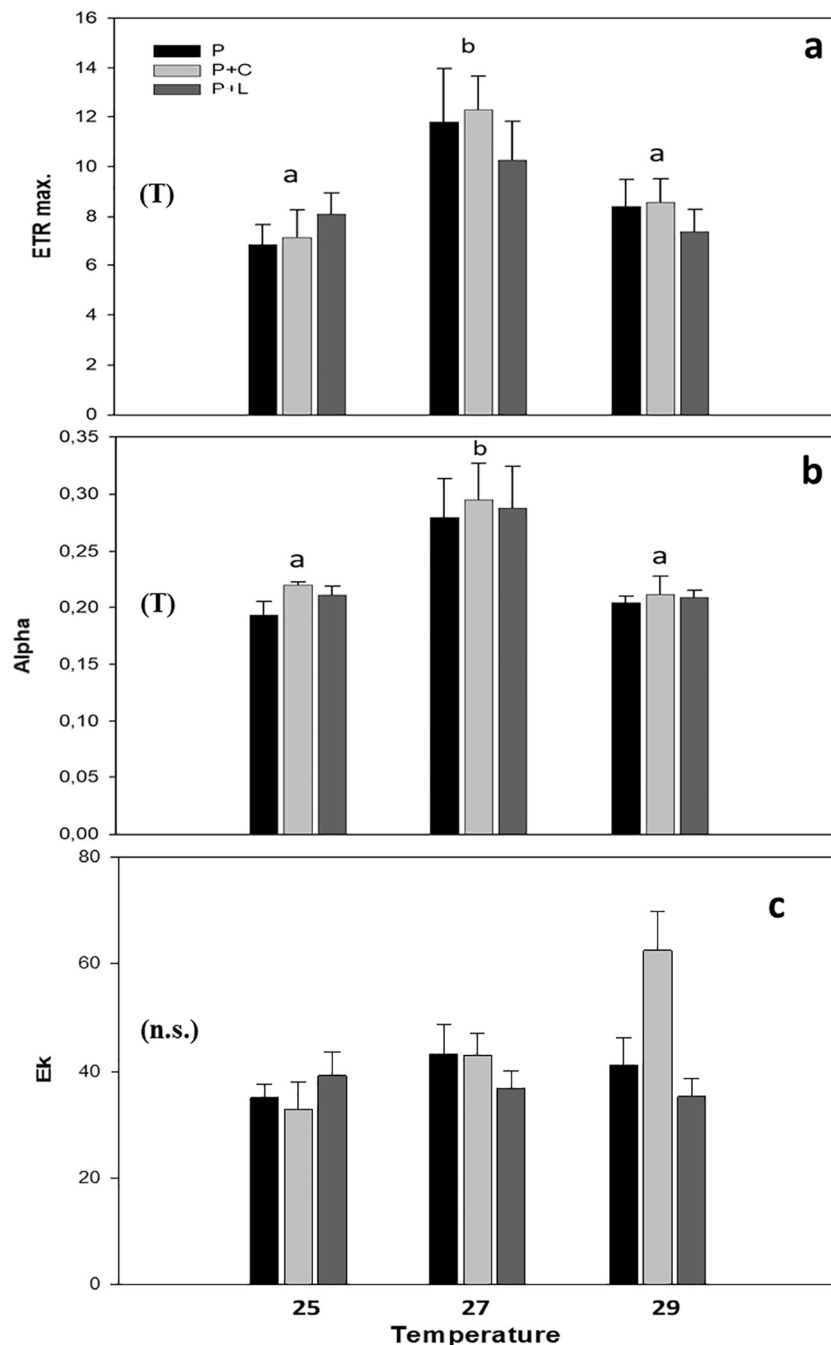 16
a
P
P+C
P+L
b
14
12
10
(T)
a
a
ETR max.
8
6
4
2
0
0,35
b
b
0,30
0,25
a
a
(T)
Alpha
0,20
0,15
0,10
0,05
0,00
80
c
60
(n.s.)
Ek
40
20
0
25 27 29
Temperature